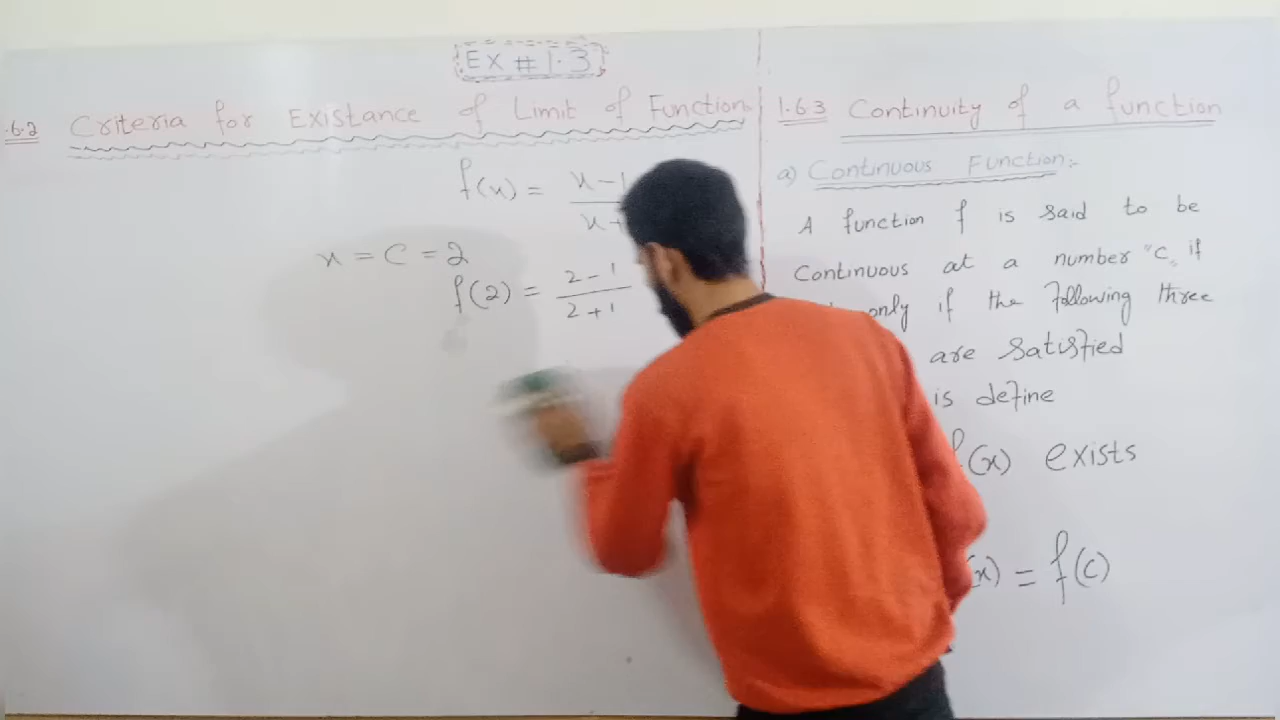 EX # 1.3
.6.2 Criteria for Existance of Limit of Function.
f(x) = x-1
x+
x = C = 2
f(2) = 2-1
2+1
1.6.3 Continuity of a function
a) Continuous Function:-
A function f is said to be
Continuous at a number "c" if
only if the following three
are satisfied
is define
f(x) exists
(x) = f(c)